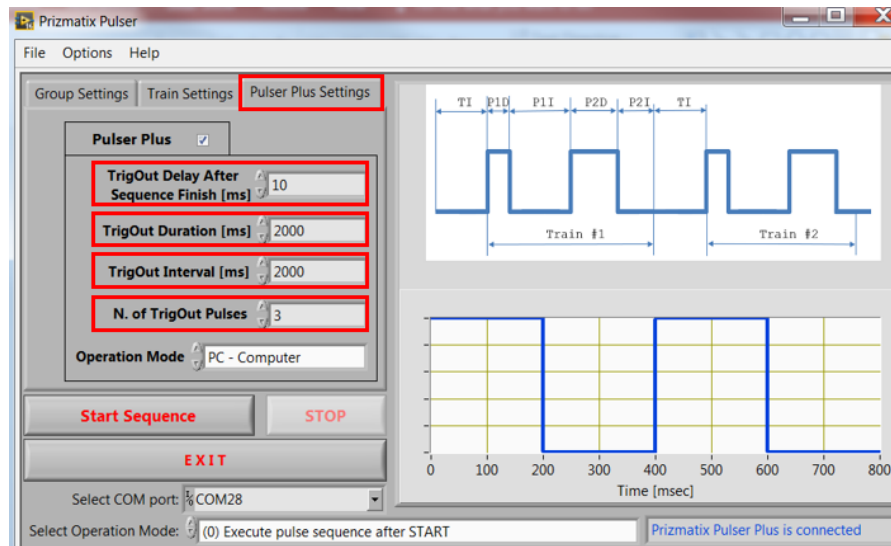 Prizmatix Pulser
File Options Help
Group Settings Train Settings Pulser Plus Settings
Pulser Plus
TrigOut Delay After
Sequence Finish [ms] 10
TrigOut Duration [ms] 2000
TrigOut Interval [ms] 2000
N. of TrigOut Pulses 3
Operation Mode PC - Computer
Start Sequence STOP
EXIT
Select COM port: COM28
Select Operation Mode: (0) Execute pulse sequence after START
TI P1D P1I P2D P2I TI
Train #1 Train #2
0 100 200 300 400 500 600 700 800
Time [msec]
Prizmatix Pulser Plus is connected